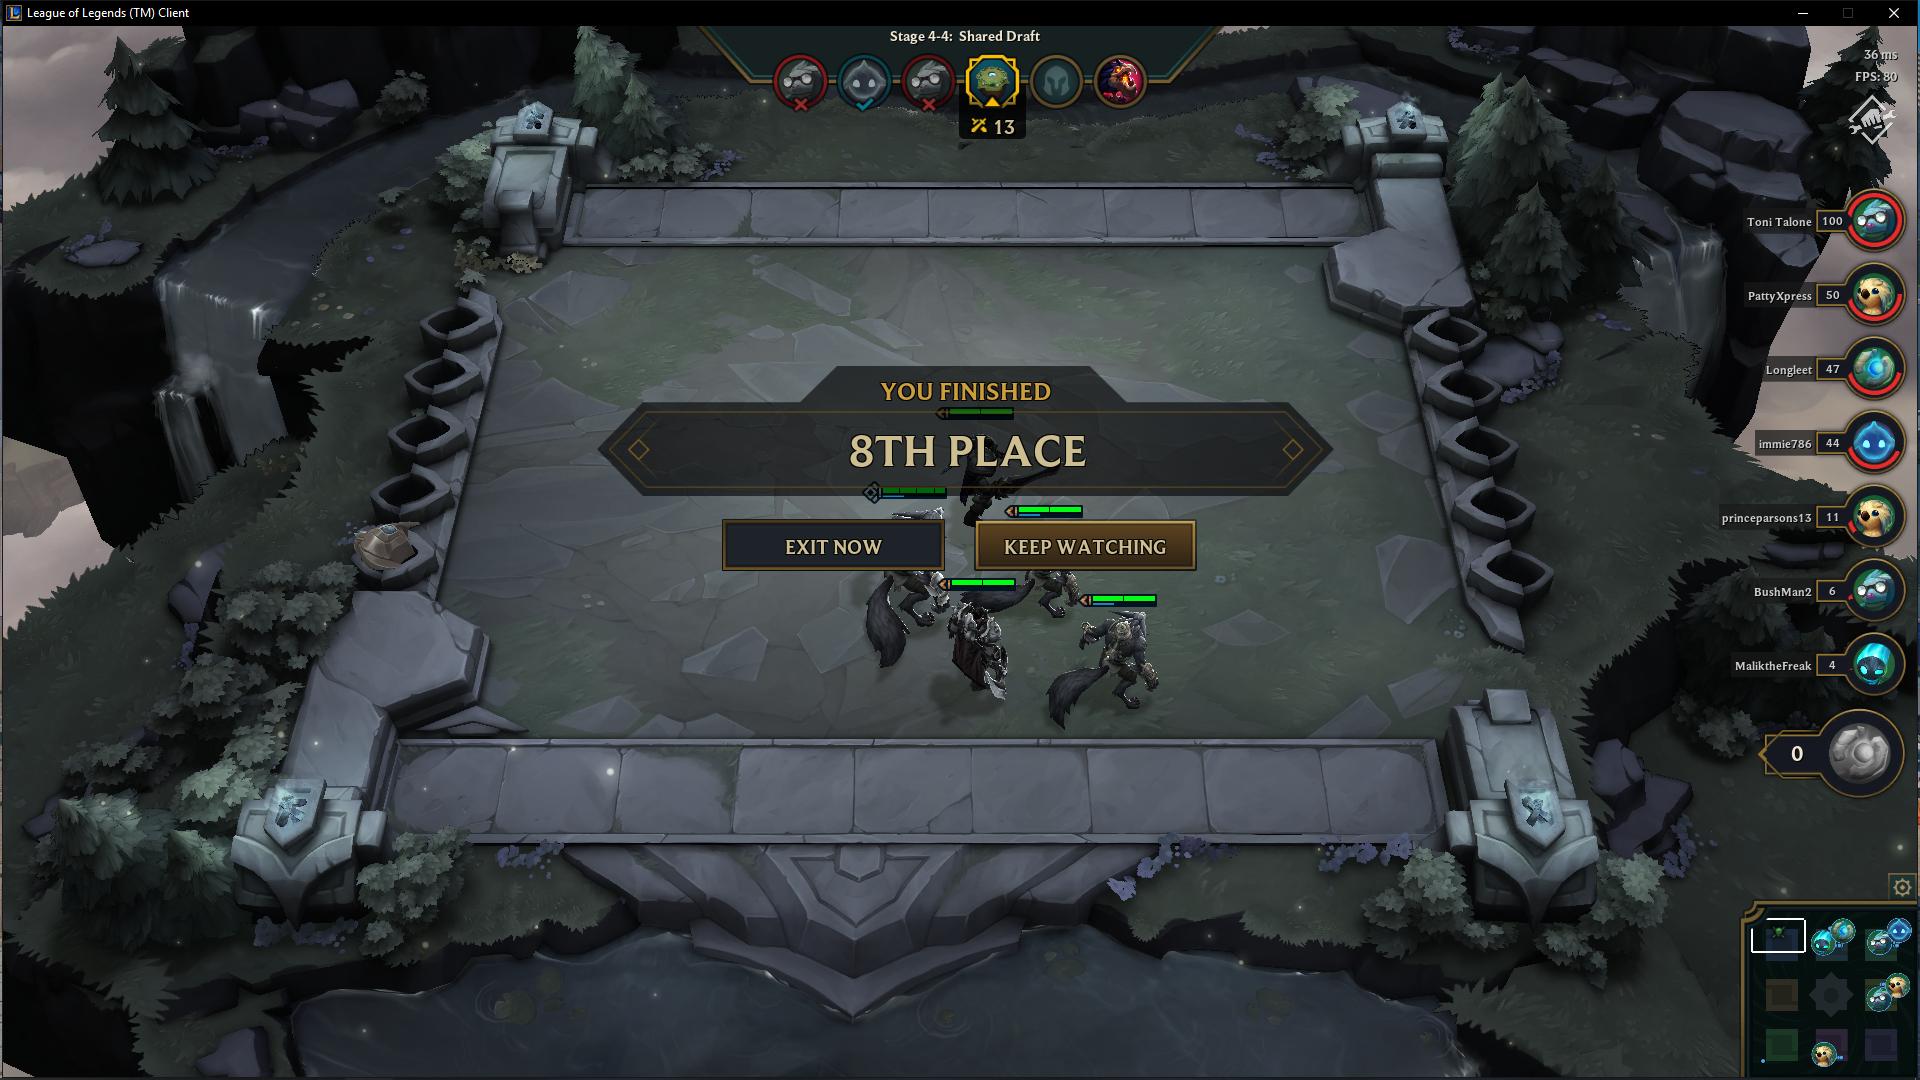 League of Legends (TM) Client
Stage 4-4: Shared Draft
13
36 ms
FPS: 80
Toni Talone 100
PattyXpress 50
Longleet 47
YOU FINISHED
8TH PLACE
immie786 44
princeparsons13 11
EXIT NOW
KEEP WATCHING
BushMan2 6
MaliktheFreak 4
0